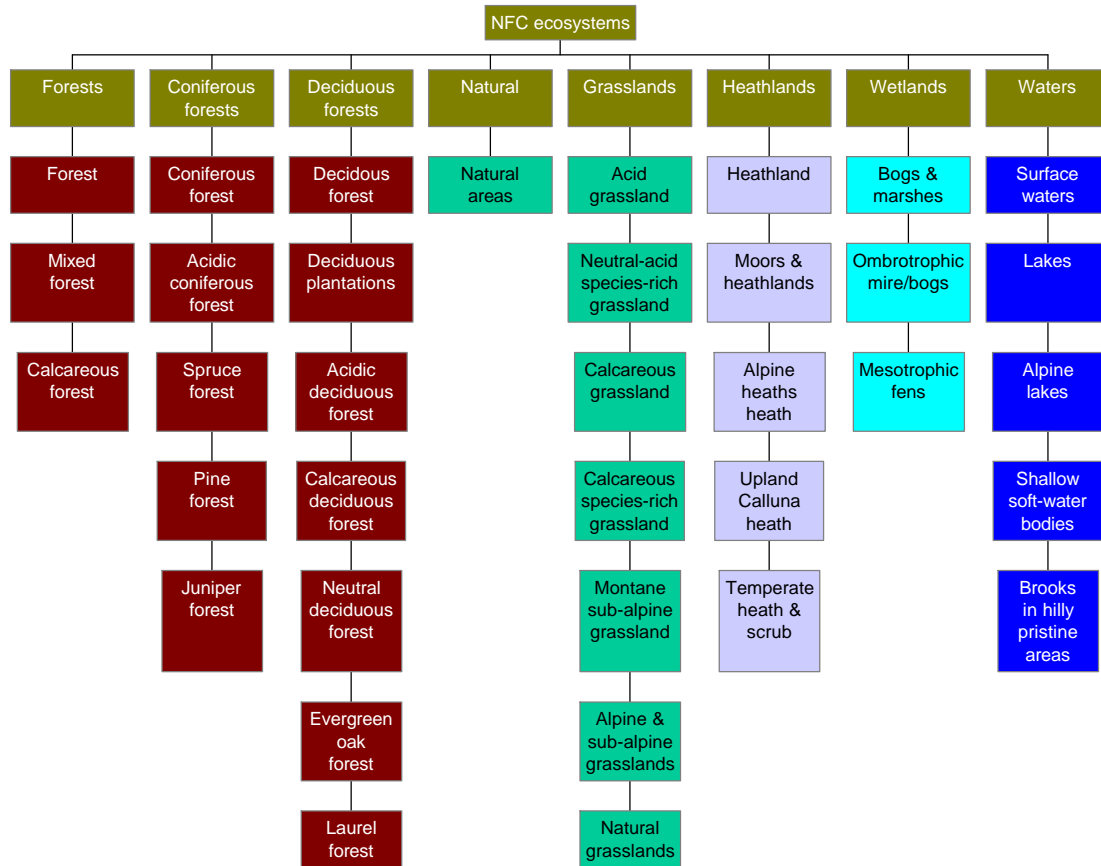 NFC ecosystems
Forests
Coniferous
forests
Deciduous
forests
Natural
Grasslands
Heathlands
Wetlands
Waters
Forest
Coniferous
forest
Decidous
forest
Natural
areas
Acid
grassland
Heathland
Bogs &
marshes
Surface
waters
Mixed
forest
Acidic
coniferous
forest
Deciduous
plantations
Neutral-acid
species-rich
grassland
Moors &
heathlands
Ombrotrophic
mire/bogs
Lakes
Calcareous
forest
Spruce
forest
Acidic
deciduous
forest
Calcareous
grassland
Alpine
heaths
heath
Mesotrophic
fens
Alpine
lakes
Pine
forest
Calcareous
deciduous
forest
Calcareous
species-rich
grassland
Upland
Calluna
heath
Shallow
soft-water
bodies
Juniper
forest
Neutral
deciduous
forest
Montane
sub-alpine
grassland
Temperate
heath &
scrub
Brooks
in hilly
pristine
areas
Evergreen
oak
forest
Alpine &
sub-alpine
grasslands
Laurel
forest
Natural
grasslands